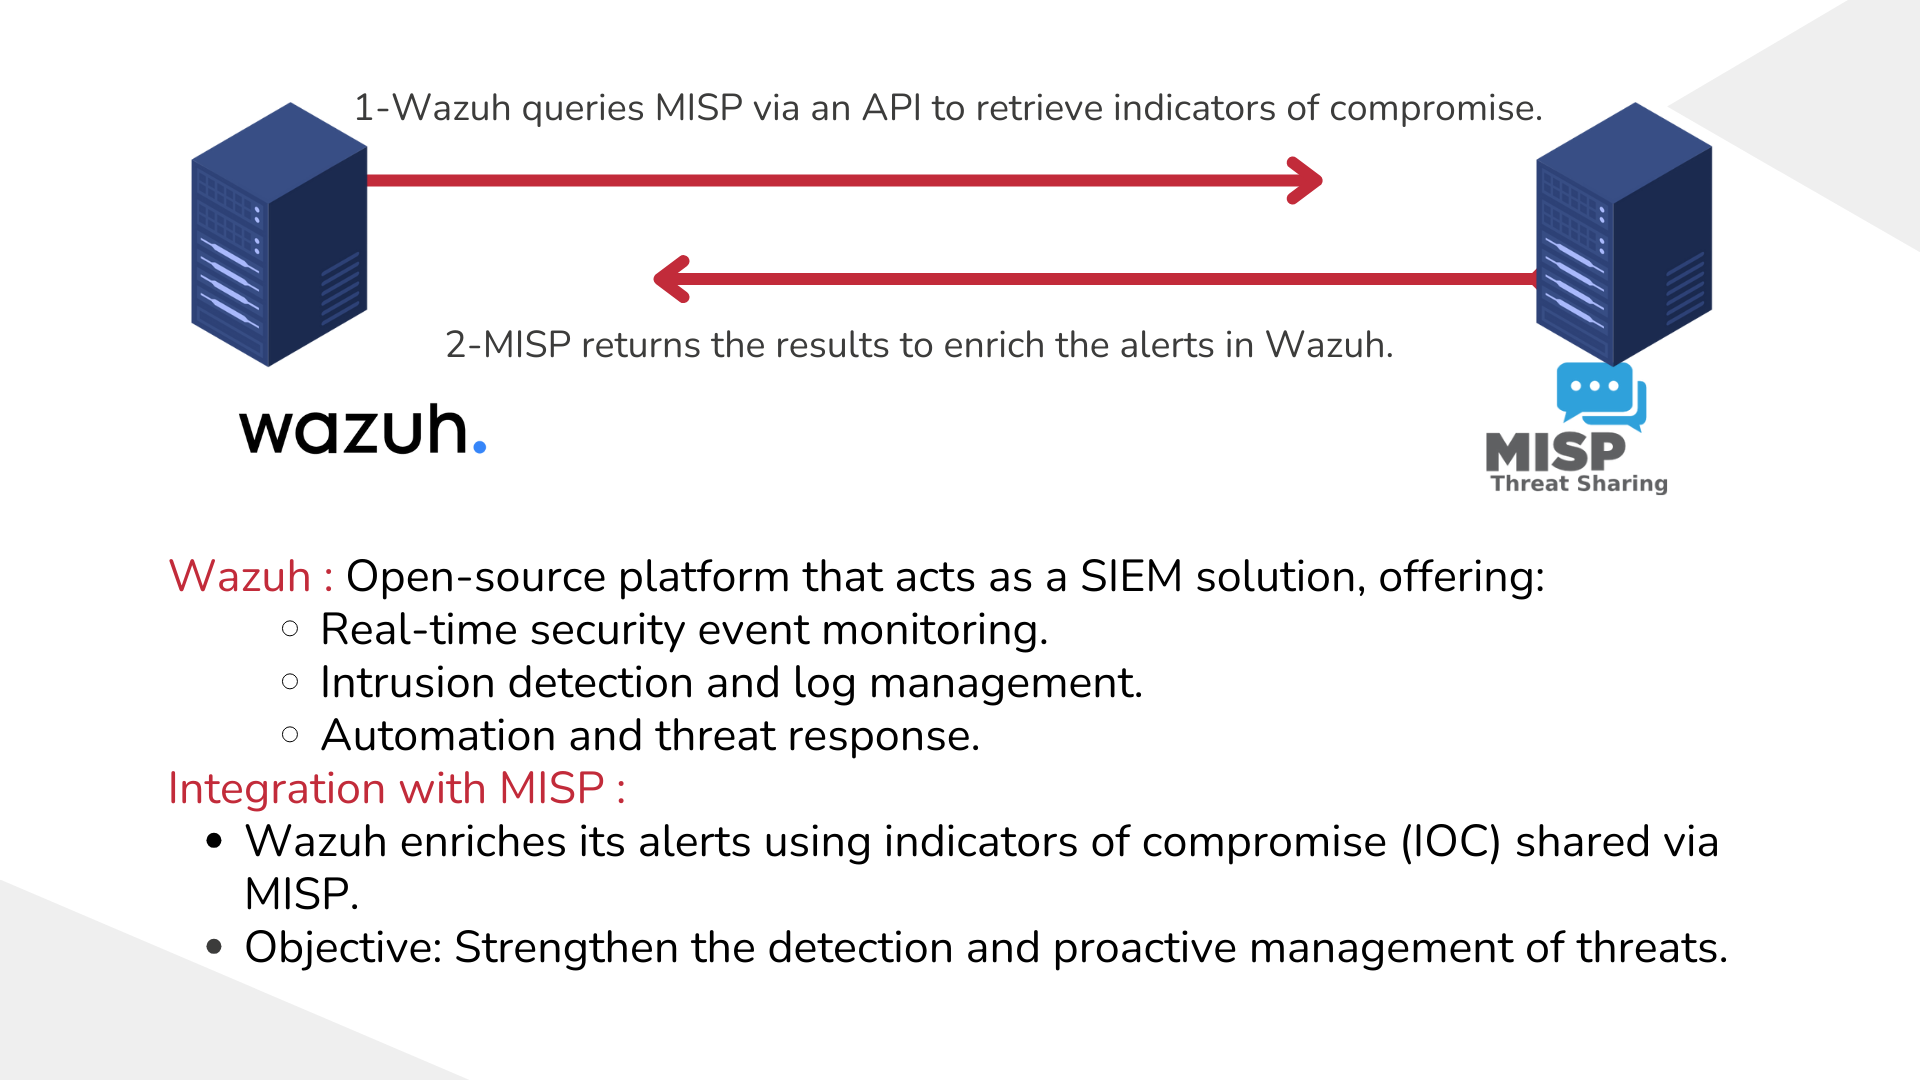 1-Wazuh queries MISP via an API to retrieve indicators of compromise.
2-MISP returns the results to enrich the alerts in Wazuh.
wazuh.
MISP
Threat Sharing
Wazuh : Open-source platform that acts as a SIEM solution, offering:
Real-time security event monitoring.
Intrusion detection and log management.
Automation and threat response.
Integration with MISP :
Wazuh enriches its alerts using indicators of compromise (IOC) shared via
MISP.
Objective: Strengthen the detection and proactive management of threats.